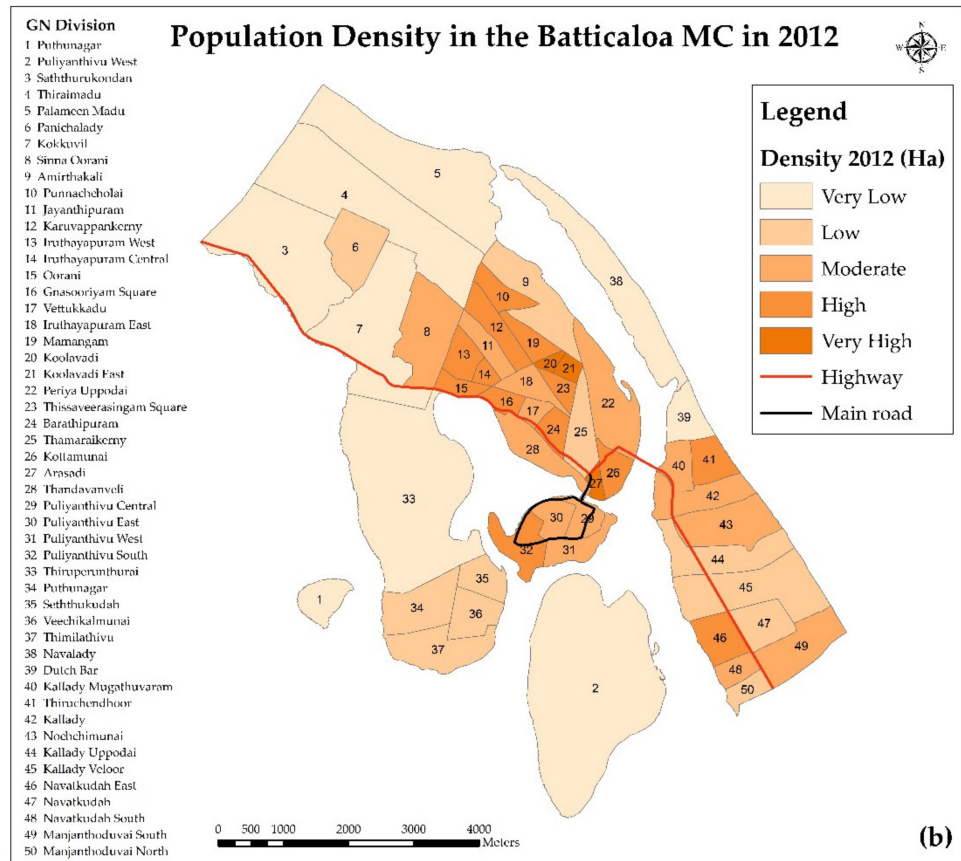 GN Division
1 Puthunagar
2 Puliyanthivu West
3 Saththurukondan
4 Thiraimadu
5 Palameen Madu
6 Panichalady
7 Kokkuvil
8 Sinna Oorani
9 Amirthakali
10 Punnachcholai
11 Jayanthipuram
12 Karuvappankerny
13 Iruthayapuram West
14 Iruthayapuram Central
15 Oorani
16 Gnasooriyam Square
17 Vettukkadu
18 Iruthayapuram East
19 Mamangam
20 Koolavadi
21 Koolavadi East
22 Periya Uppodai
23 Thissaveerasingam Square
24 Barathipuram
25 Thamaraikerny
26 Kottamunai
27 Arasadi
28 Thandavanveli
29 Puliyanthivu Central
30 Puliyanthivu East
31 Puliyanthivu West
32 Puliyanthivu South
33 Thiruperunthurai
34 Puthunagar
35 Seththukudah
36 Veechikalmunai
37 Thimilathivu
38 Navalady
39 Dutch Bar
40 Kallady Mugathuvaram
41 Thiruchendhoor
42 Kallady
43 Nochchimunai
44 Kallady Uppodai
45 Kallady Veloor
46 Navatkudah East
47 Navatkudah
48 Navatkudah South
49 Manjanthoduvai South
50 Manjanthoduvai North
Population Density in the Batticaloa MC in 2012
N
W E
S
Legend
Density 2012 (Ha)
Very Low
Low
Moderate
High
Very High
Highway
Main road
5
4
3
6
9
38
10
7
8
12
11
19
13
14
20
21
18
23
15
16
17
22
24
25
28
39
26
27
40
41
33
42
30
29
43
32
31
44
35
45
1
34
36
47
46
49
37
48
2
50
0 500 1000 2000 3000 4000
Meters
(b)